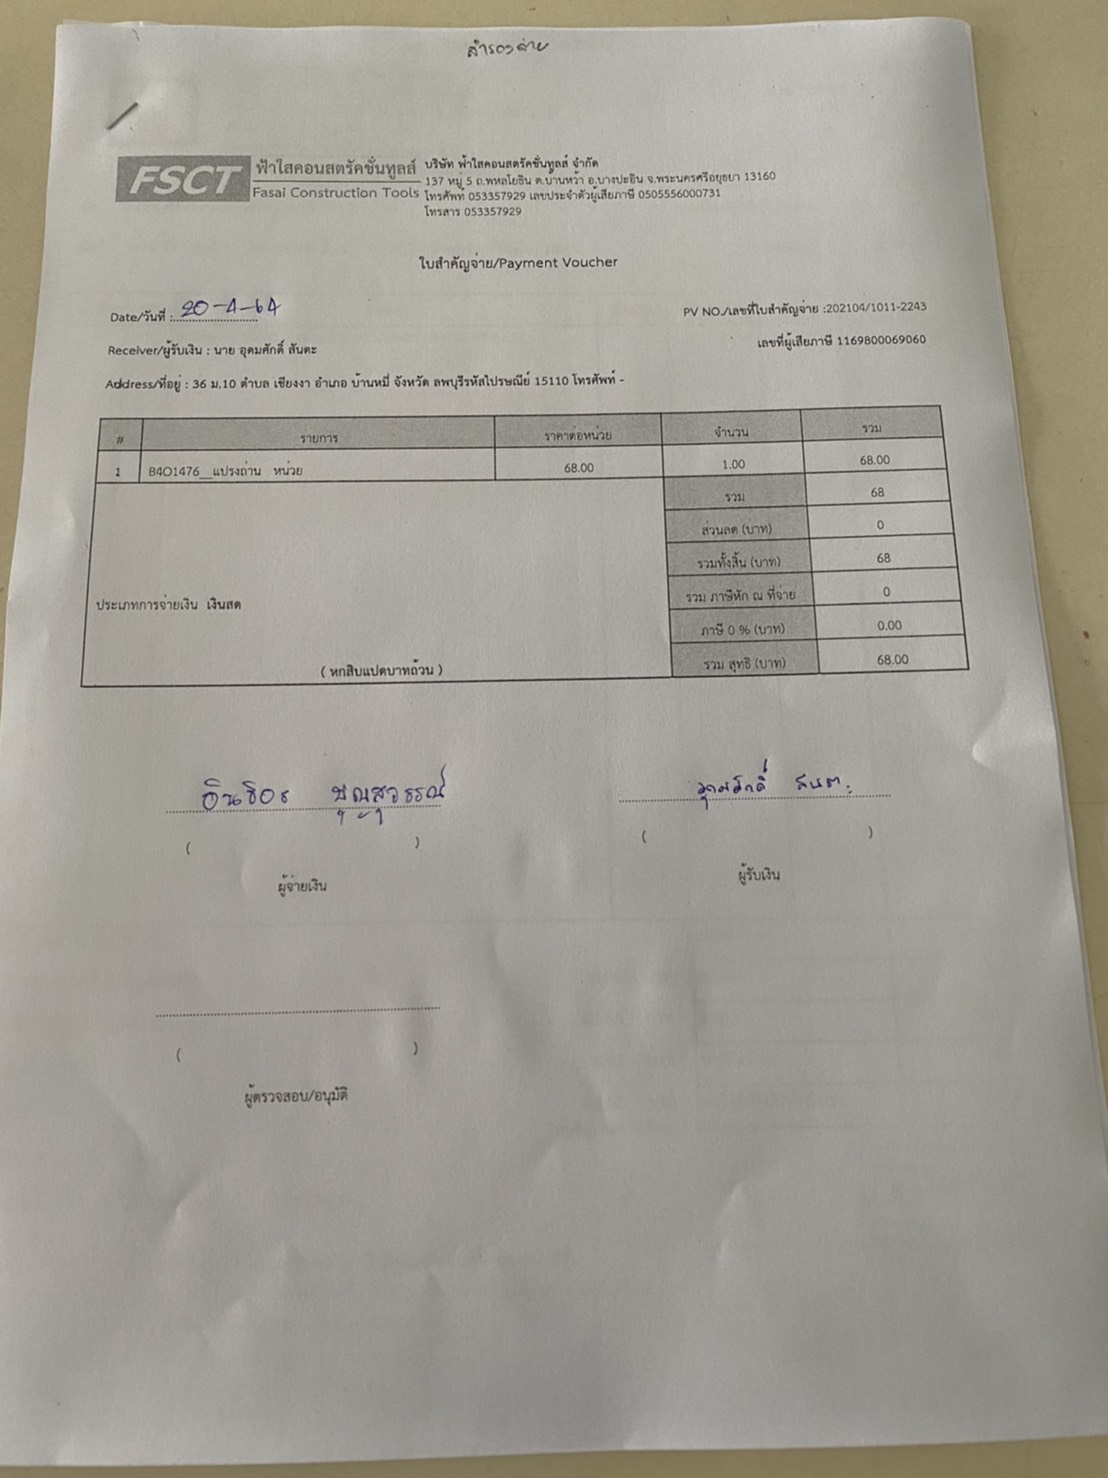 สำรองจ่าย
FSCT ฟ้าใสคอนสตรัคชั่นทูลส์
Fasai Construction Tools
บริษัท ฟ้าใสคอนสตรัคชั่นทูลส์ จำกัด
137 หมู่ 5 ถ.พหลโยธิน ต.บ้านหว้า อ.บางปะอิน จ.พระนครศรีอยุธยา 13160
โทรศัพท์ 053357929 เลขประจำตัวผู้เสียภาษี 0505556000731
โทรสาร 053357929
ใบสำคัญจ่าย/Payment Voucher
Date/วันที่ : 20-4-64
PV NO./เลขที่ใบสำคัญจ่าย :202104/1011-2243
Receiver/ผู้รับเงิน : นาย อุดมศักดิ์ สันตะ
เลขที่ผู้เสียภาษี 1169800069060
Address/ที่อยู่ : 36 ม.10 ตำบล เชียงงา อำเภอ บ้านหมี่ จังหวัด ลพบุรีรหัสไปรษณีย์ 15110 โทรศัพท์ -
# รายการ ราคาต่อหน่วย จำนวน รวม
1 B4O1476__แปรงถ่าน หน่วย 68.00 1.00 68.00
รวม 68
ส่วนลด (บาท) 0
รวมทั้งสิ้น (บาท) 68
ประเภทการจ่ายเงิน เงินสด รวม ภาษีหัก ณ ที่จ่าย 0
ภาษี 0 % (บาท) 0.00
( หกสิบแปดบาทถ้วน ) รวม สุทธิ (บาท) 68.00
อุดมศักดิ์ สันตะ
( ) ( )
ผู้จ่ายเงิน ผู้รับเงิน
( )
ผู้ตรวจสอบ/อนุมัติ